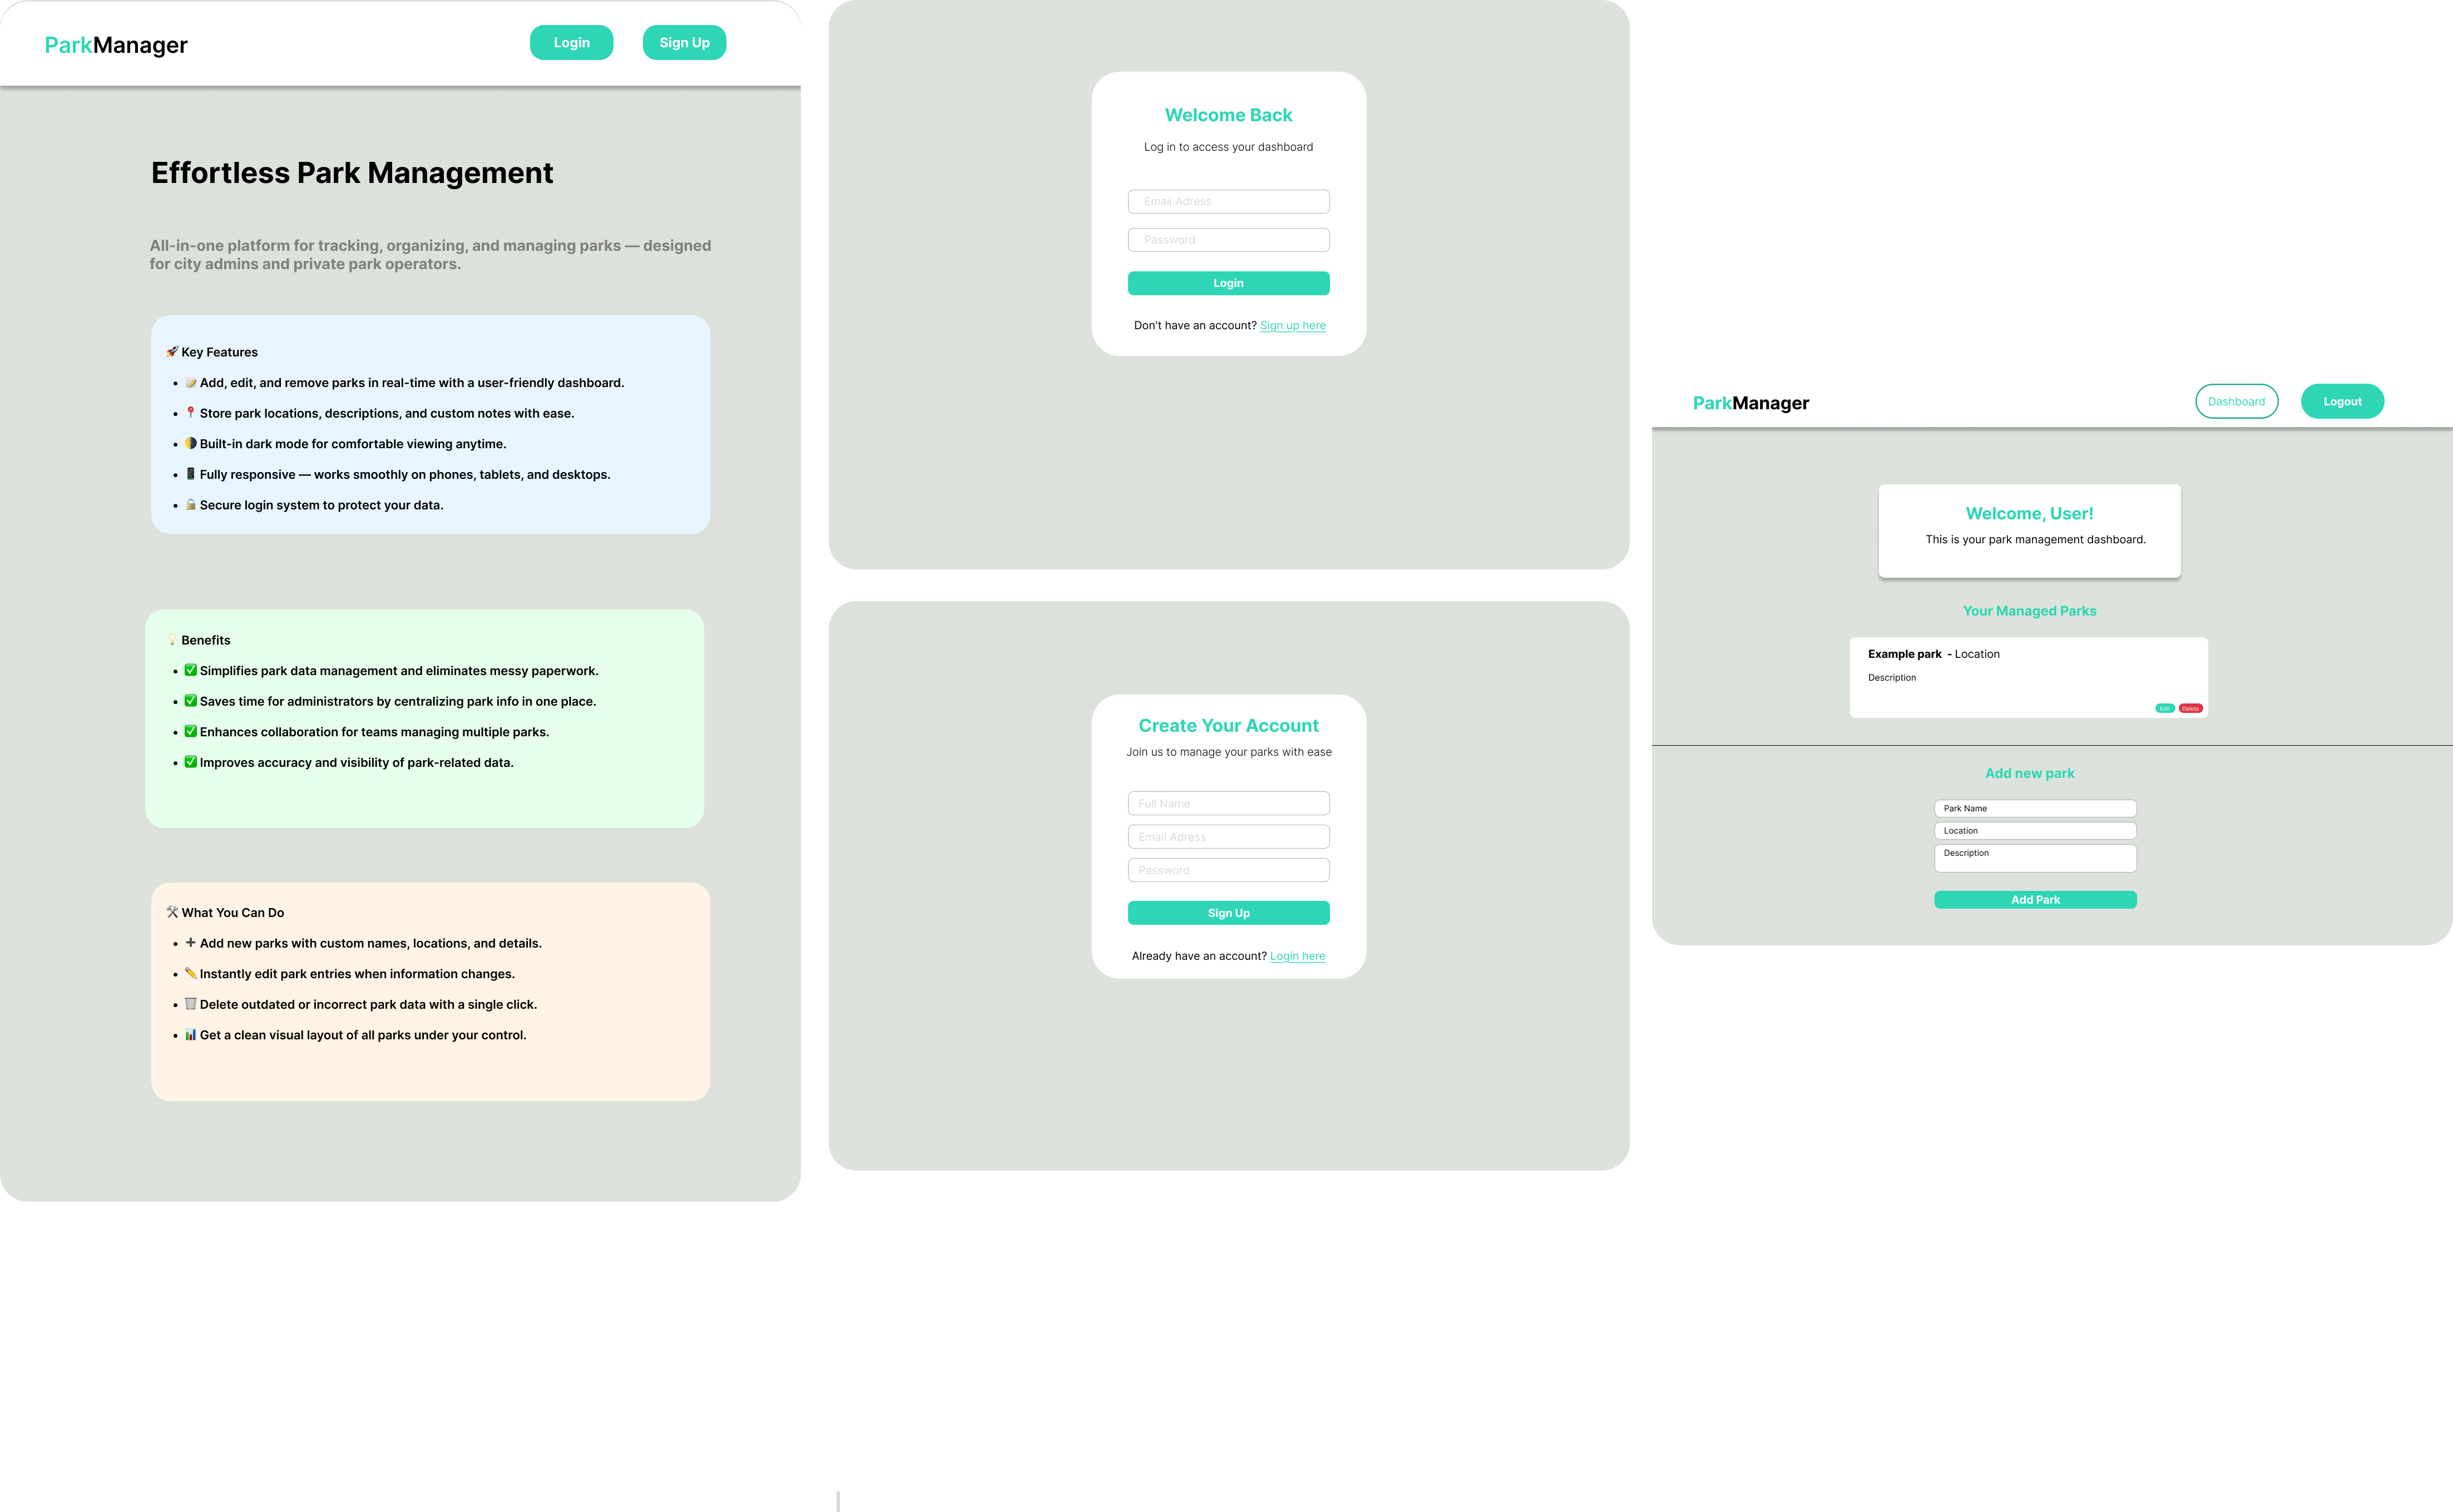 ParkManager
Login
Sign Up
Effortless Park Management
All-in-one platform for tracking, organizing, and managing parks — designed
for city admins and private park operators.
🚀 Key Features
• 📝 Add, edit, and remove parks in real-time with a user-friendly dashboard.
• 📍 Store park locations, descriptions, and custom notes with ease.
• 🌗 Built-in dark mode for comfortable viewing anytime.
• 📱 Fully responsive — works smoothly on phones, tablets, and desktops.
• 🔒 Secure login system to protect your data.
💡 Benefits
• ✅ Simplifies park data management and eliminates messy paperwork.
• ✅ Saves time for administrators by centralizing park info in one place.
• ✅ Enhances collaboration for teams managing multiple parks.
• ✅ Improves accuracy and visibility of park-related data.
🛠 What You Can Do
• ➕ Add new parks with custom names, locations, and details.
• ✏️ Instantly edit park entries when information changes.
• 🗑 Delete outdated or incorrect park data with a single click.
• 📊 Get a clean visual layout of all parks under your control.
Welcome Back
Log in to access your dashboard
Email Adress
Password
Login
Don't have an account? Sign up here
Create Your Account
Join us to manage your parks with ease
Full Name
Email Adress
Password
Sign Up
Already have an account? Login here
ParkManager
Dashboard
Logout
Welcome, User!
This is your park management dashboard.
Your Managed Parks
Example park - Location
Description
Edit
Delete
Add new park
Park Name
Location
Description
Add Park